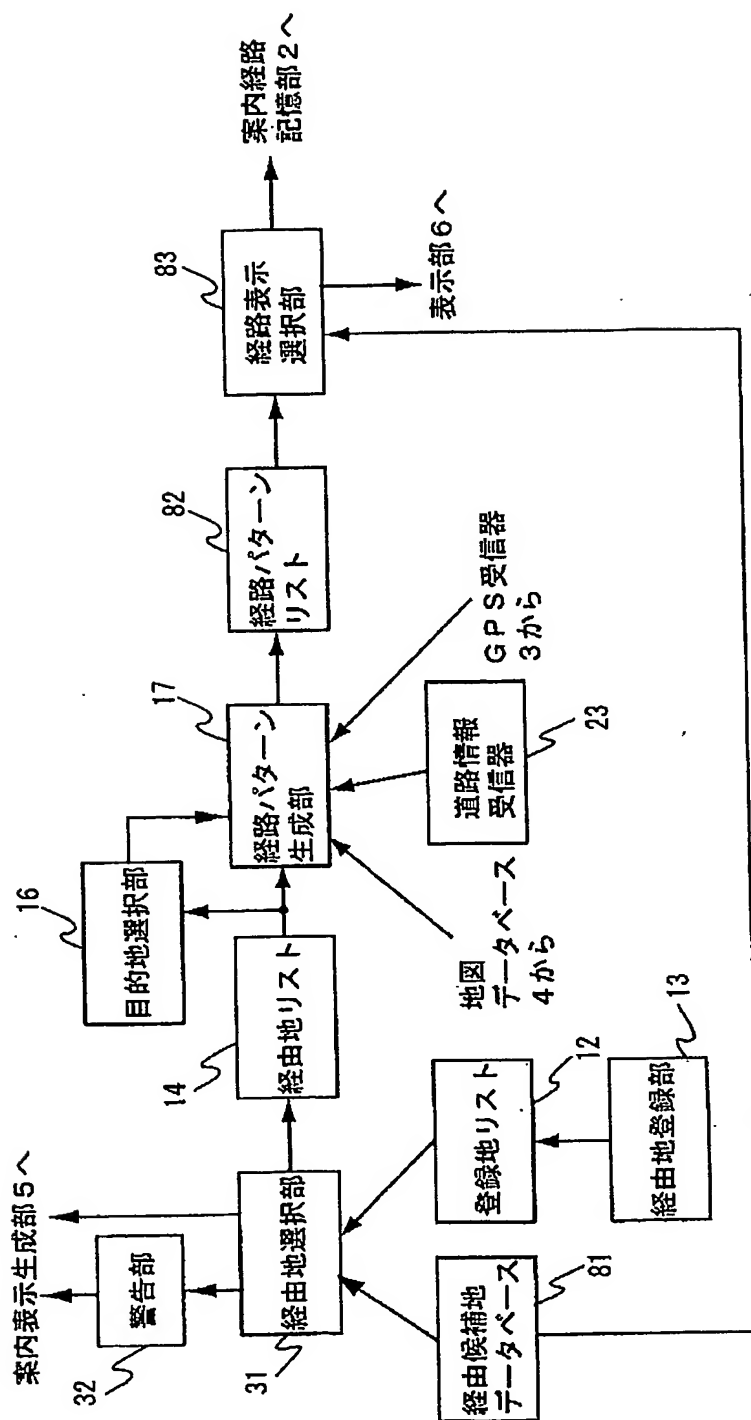 案内表示生成部5へ
32
警告部
31
経由地選択部
経由候補地
データベース
81
登録地リスト
12
経由地登録部
13
14
経由地リスト
16
目的地選択部
17
経路パターン
生成部
地図
データベース
4から
道路情報
受信器
23
GPS受信器
3から
82
経路パターン
リスト
83
経路表示
選択部
案内経路
記憶部2へ
表示部6へ